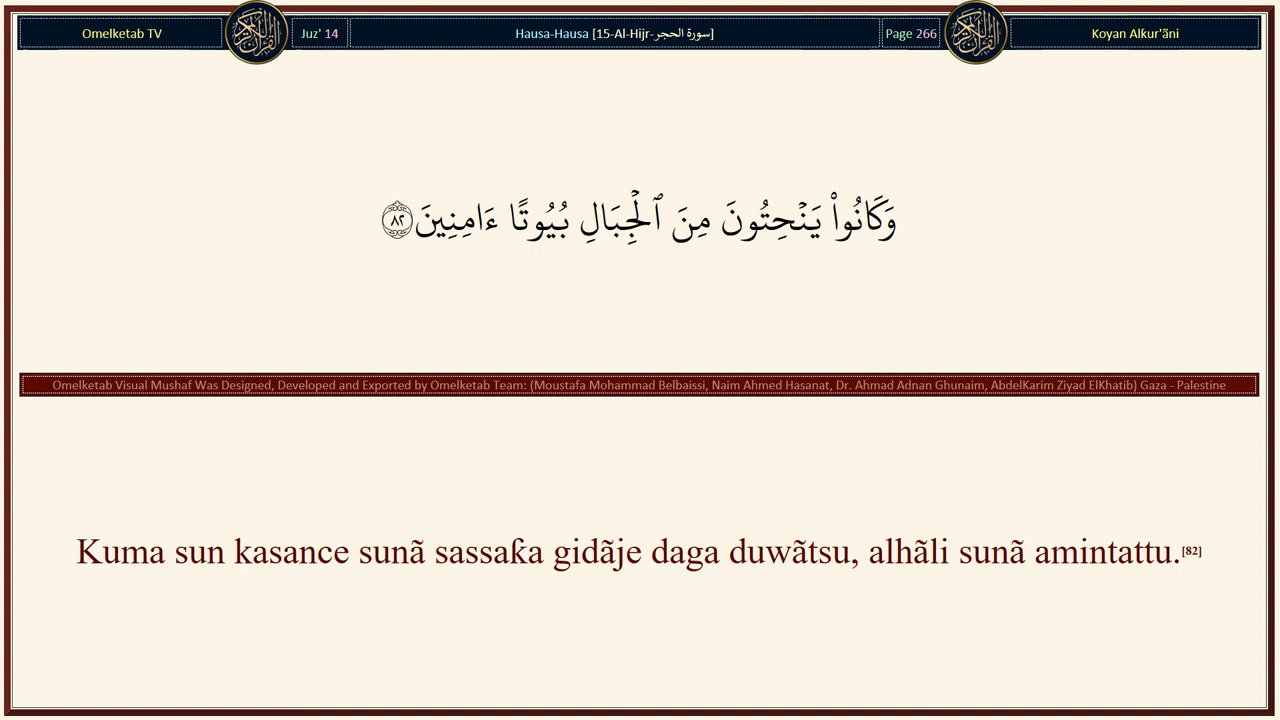 Omelketab TV
Juz' 14
Hausa-Hausa [15-Al-Hijr-سورة الحجر]
Page 266
Koyan Alƙur'ãni
وَكَانُوا۟ يَنْحِتُونَ مِنَ ٱلْجِبَالِ بُيُوتًا ءَامِنِينَ ٨٢
Omelketab Visual Mushaf Was Designed, Developed and Exported by Omelketab Team: (Moustafa Mohammad Belbaissi, Naim Ahmed Hasanat, Dr. Ahmad Adnan Ghunaim, AbdelKarim Ziyad ElKhatib) Gaza - Palestine
Kuma sun kasance sunã sassaƙa gidãje daga duwãtsu, alhãli sunã amintattu.[82]